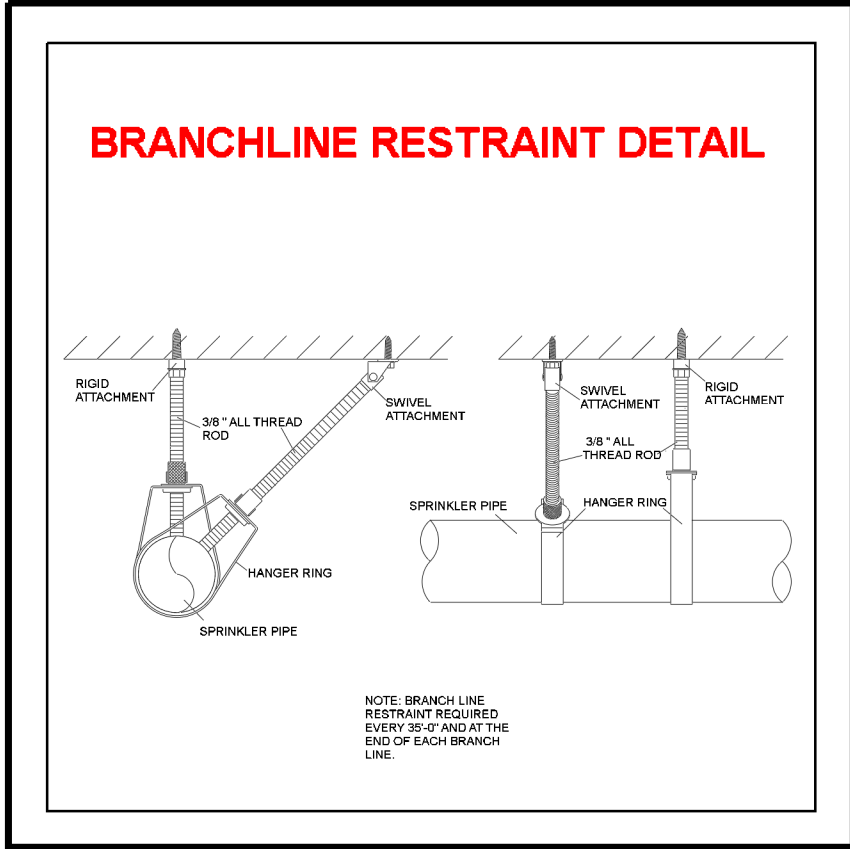 BRANCHLINE RESTRAINT DETAIL
RIGID
ATTACHMENT
3/8 " ALL THREAD
ROD
SWIVEL
ATTACHMENT
HANGER RING
SPRINKLER PIPE
SWIVEL
ATTACHMENT
RIGID
ATTACHMENT
3/8 " ALL
THREAD ROD
SPRINKLER PIPE
HANGER RING
NOTE: BRANCH LINE
RESTRAINT REQUIRED
EVERY 35'-0" AND AT THE
END OF EACH BRANCH
LINE.